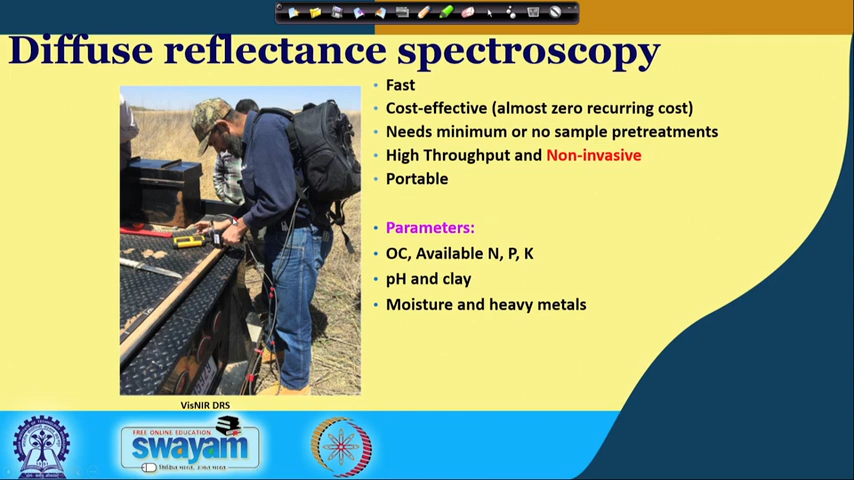 Diffuse reflectance spectroscopy
• Fast
• Cost-effective (almost zero recurring cost)
• Needs minimum or no sample pretreatments
• High Throughput and Non-invasive
• Portable
• Parameters:
• OC, Available N, P, K
• pH and clay
• Moisture and heavy metals
VisNIR DRS
FREE ONLINE EDUCATION
swayam